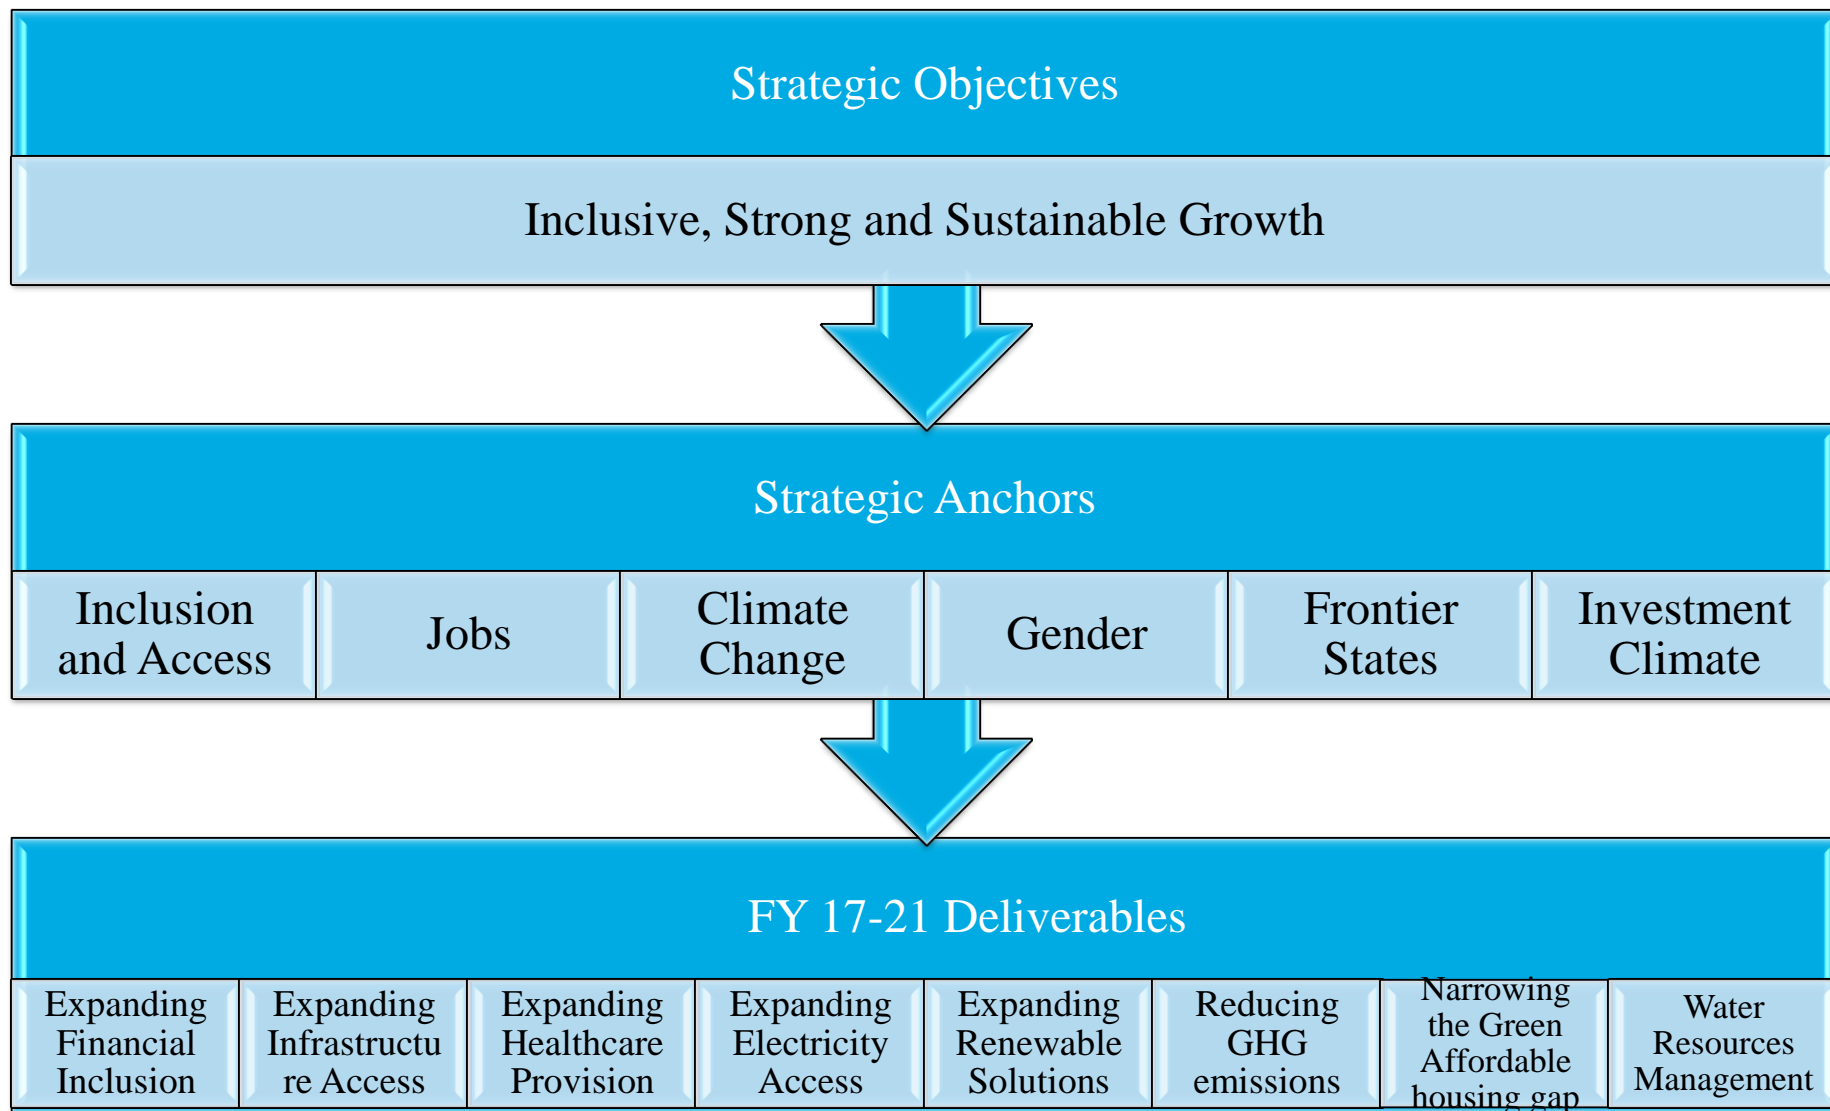 Strategic Objectives
Inclusive, Strong and Sustainable Growth
Strategic Anchors
Inclusion
and Access
Jobs
Climate
Change
Gender
Frontier
States
Investment
Climate
FY 17-21 Deliverables
Expanding
Financial
Inclusion
Expanding
Infrastructu
re Access
Expanding
Healthcare
Provision
Expanding
Electricity
Access
Expanding
Renewable
Solutions
Reducing
GHG
emissions
Narrowing
the Green
Affordable
housing gap
Water
Resources
Management